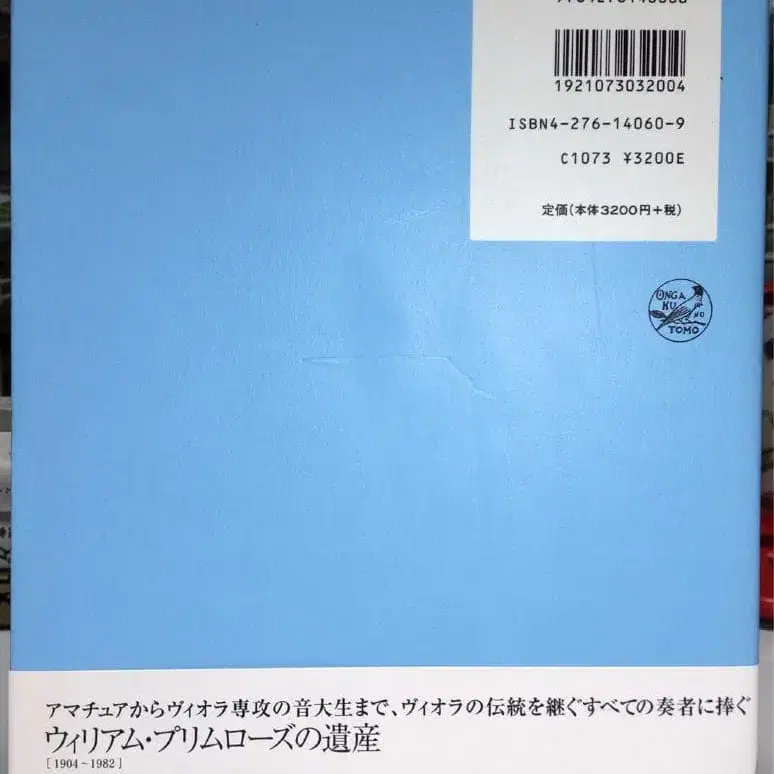 1921073032004
ISBN4-276-14060-9
C1073 ¥3200E
定価(本体3200円+税)
ONGAKU NO TOMO
アマチュアからヴィオラ専攻の音大生まで、ヴィオラの伝統を継ぐすべての奏者に捧ぐ
ウィリアム・プリムローズの遺産
[1904~1982]